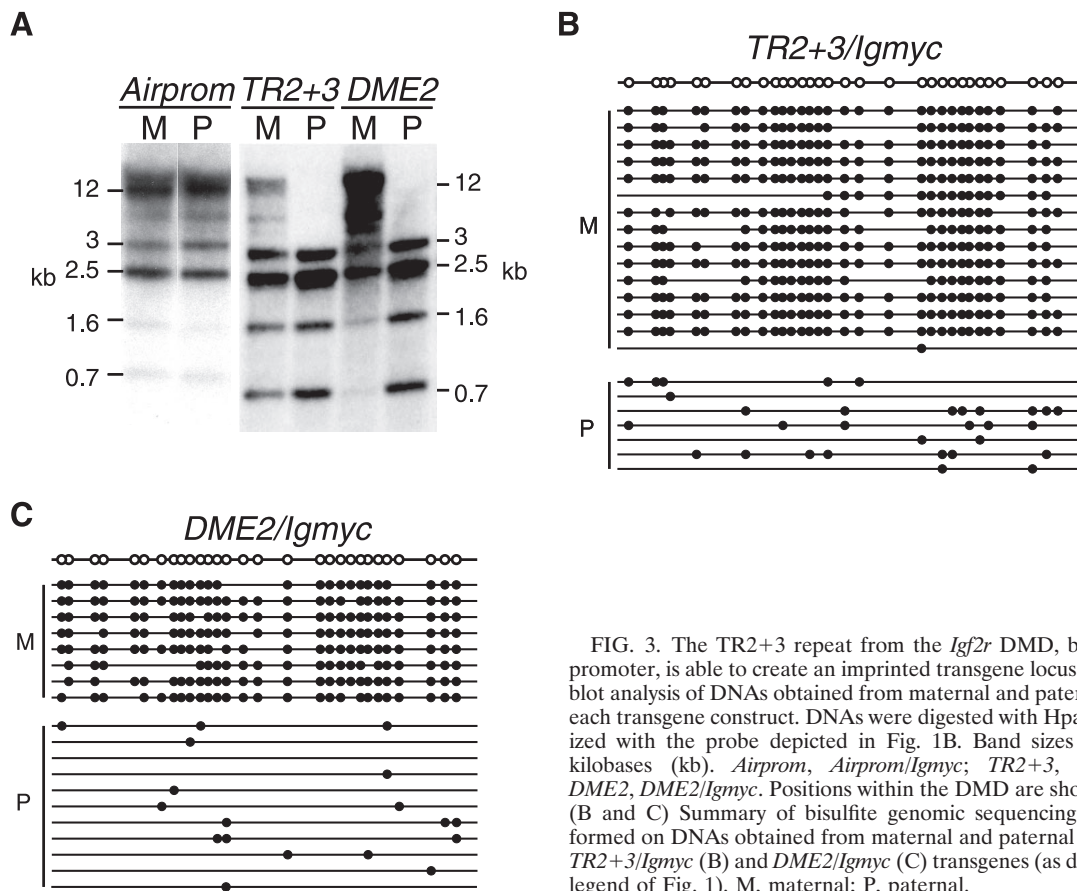 A
Airprom TR2+3 DME2
M P M P M P
12
3
2.5
kb
1.6
0.7
12
3
2.5
kb
1.6
0.7
B
TR2+3/Igmyc
M
P
C
DME2/Igmyc
M
P
FIG. 3. The TR2+3 repeat from the Igf2r DMD, b
promoter, is able to create an imprinted transgene locus
blot analysis of DNAs obtained from maternal and pater
each transgene construct. DNAs were digested with Hpa
ized with the probe depicted in Fig. 1B. Band sizes
kilobases (kb). Airprom, Airprom/Igmyc; TR2+3,
DME2, DME2/Igmyc. Positions within the DMD are sho
(B and C) Summary of bisulfite genomic sequencing
formed on DNAs obtained from maternal and paternal
TR2+3/Igmyc (B) and DME2/Igmyc (C) transgenes (as d
legend of Fig. 1). M, maternal; P, paternal.